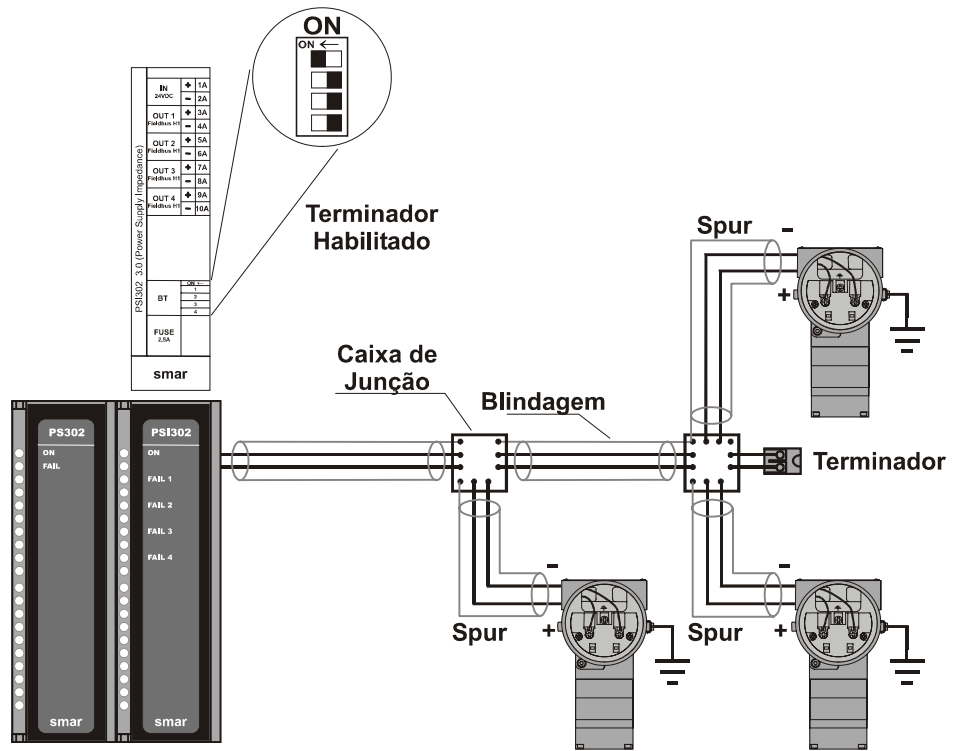 ON
ON ←
IN
24VDC
+ 1A
- 2A
OUT 1
Fieldbus H1
+ 3A
- 4A
OUT 2
Fieldbus H1
+ 5A
- 6A
OUT 3
Fieldbus H1
+ 7A
- 8A
OUT 4
Fieldbus H1
+ 9A
- 10A
PSI302 3.0 (Power Supply Impedance)
BT
ON ←
1
2
3
4
FUSE
2,5A
smar
Terminador
Habilitado
Spur
-
+
Caixa de
Junção
Blindagem
Terminador
PS302
ON
FAIL
smar
PSI302
ON
FAIL 1
FAIL 2
FAIL 3
FAIL 4
smar
Spur
-
+
Spur
-
+